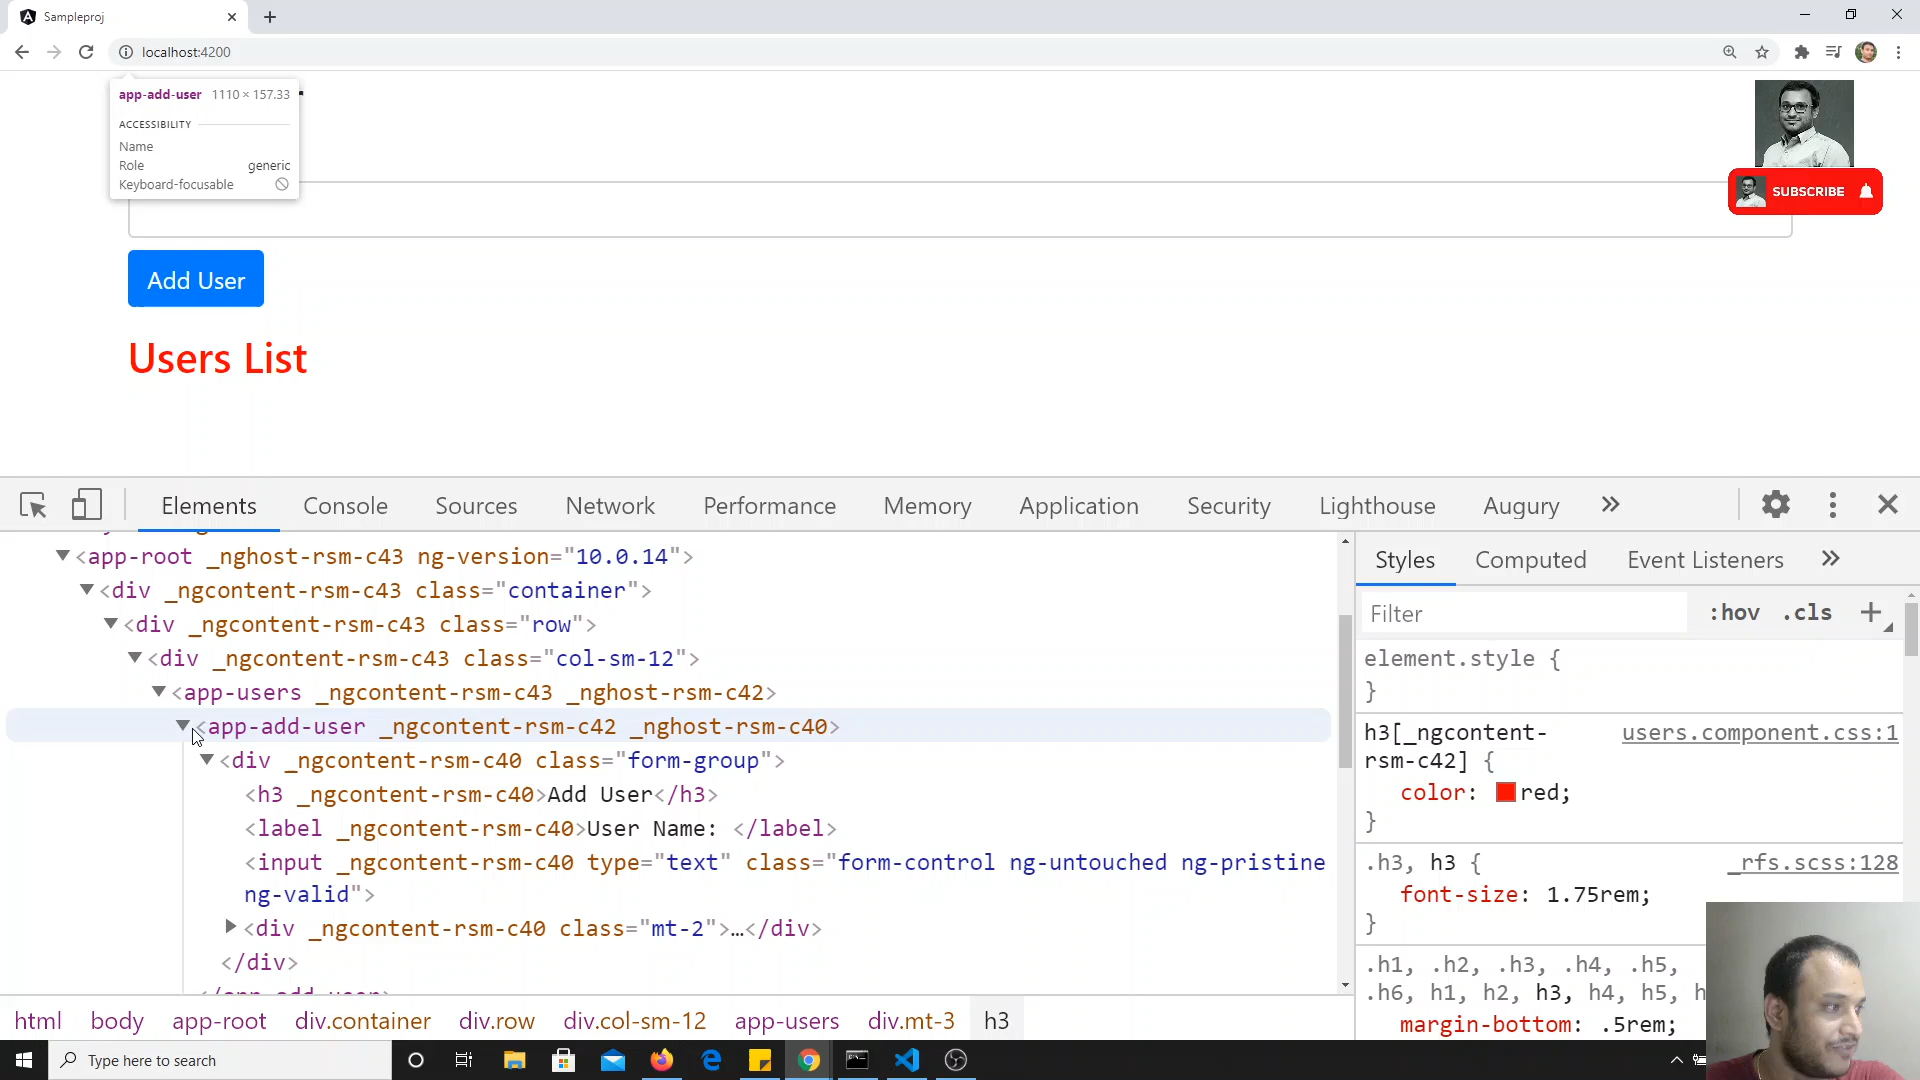 Sampleproj
localhost:4200
app-add-user 1110 × 157.33
ACCESSIBILITY
Name
Role generic
Keyboard-focusable
SUBSCRIBE
Add User
Users List
Elements Console Sources Network Performance Memory Application Security Lighthouse Augury
<app-root _nghost-rsm-c43 ng-version="10.0.14">
<div _ngcontent-rsm-c43 class="container">
<div _ngcontent-rsm-c43 class="row">
<div _ngcontent-rsm-c43 class="col-sm-12">
<app-users _ngcontent-rsm-c43 _nghost-rsm-c42>
<app-add-user _ngcontent-rsm-c42 _nghost-rsm-c40>
<div _ngcontent-rsm-c40 class="form-group">
<h3 _ngcontent-rsm-c40>Add User</h3>
<label _ngcontent-rsm-c40>User Name: </label>
<input _ngcontent-rsm-c40 type="text" class="form-control ng-untouched ng-pristine
ng-valid">
<div _ngcontent-rsm-c40 class="mt-2">…</div>
</div>
html body app-root div.container div.row div.col-sm-12 app-users div.mt-3 h3
Styles Computed Event Listeners
Filter :hov .cls +
element.style {
}
h3[_ngcontent- users.component.css:1
rsm-c42] {
color: red;
}
.h3, h3 { _rfs.scss:128
font-size: 1.75rem;
}
.h1, .h2, .h3, .h4, .h5,
.h6, h1, h2, h3, h4, h5, h
margin-bottom: .5rem;
Type here to search